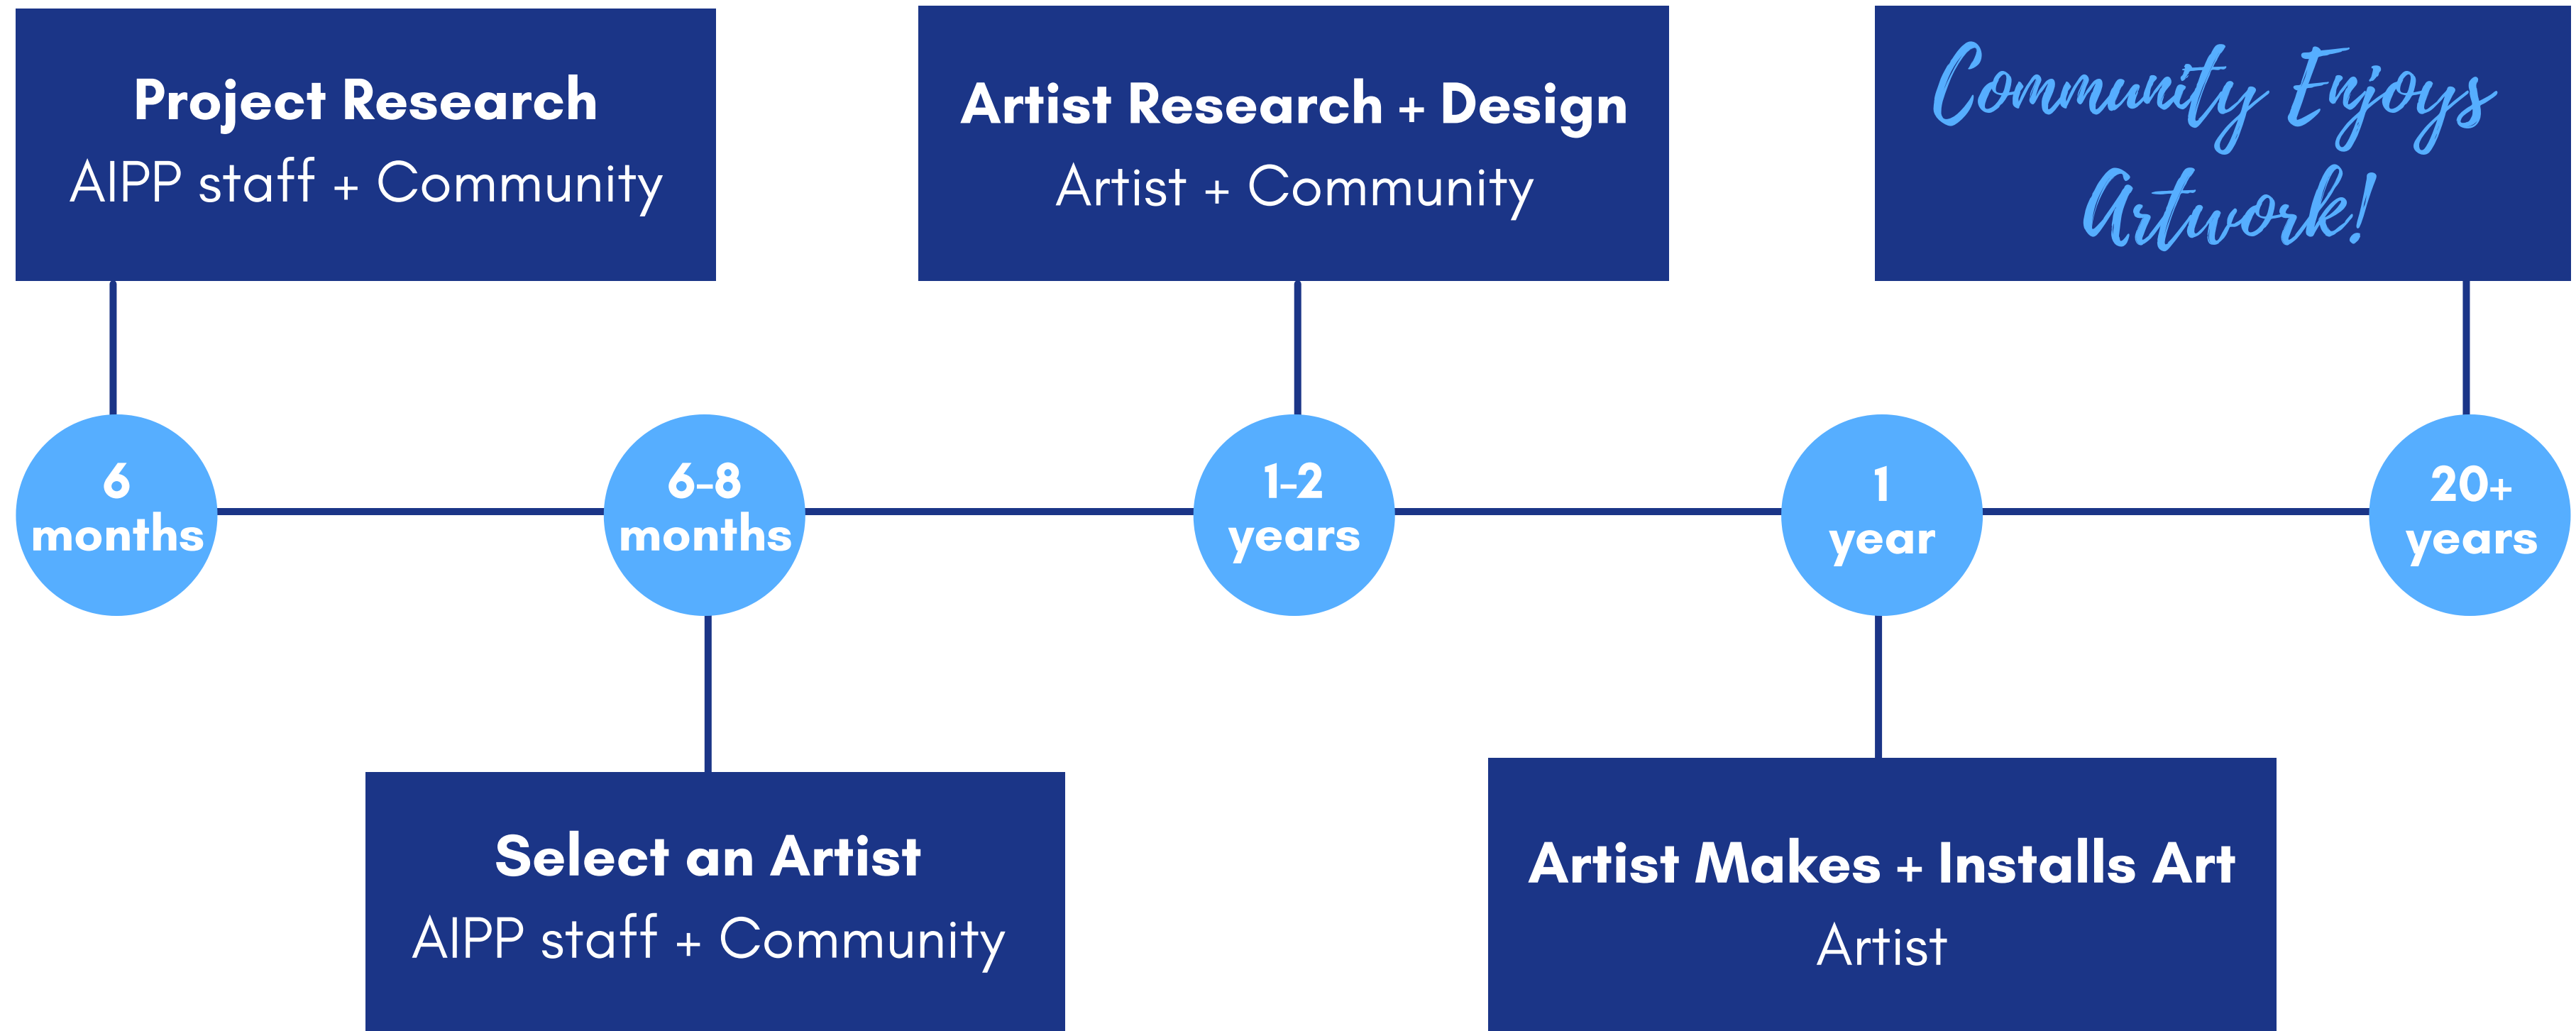 Project Research
AIPP staff + Community
Artist Research + Design
Artist + Community
Community Enjoys
Artwork!
6
months
6-8
months
1-2
years
1
year
20+
years
Select an Artist
AIPP staff + Community
Artist Makes + Installs Art
Artist